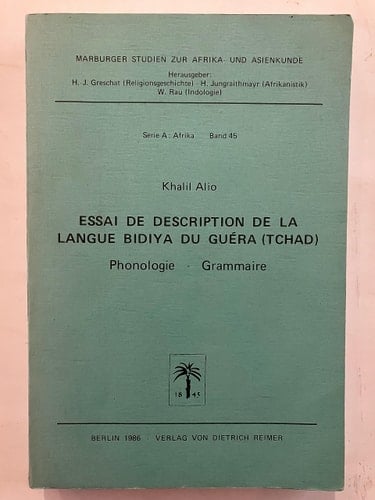 MARBURGER STUDIEN ZUR AFRIKA- UND ASIENKUNDE
Herausgeber:
H. J. Greschat (Religionsgeschichte) · H. Jungraithmayr (Afrikanistik)
W. Rau (Indologie)
Serie A: Afrika Band 45
Khalil Alio
ESSAI DE DESCRIPTION DE LA
LANGUE BIDIYA DU GUÉRA (TCHAD)
Phonologie · Grammaire
18 45
BERLIN 1986 · VERLAG VON DIETRICH REIMER